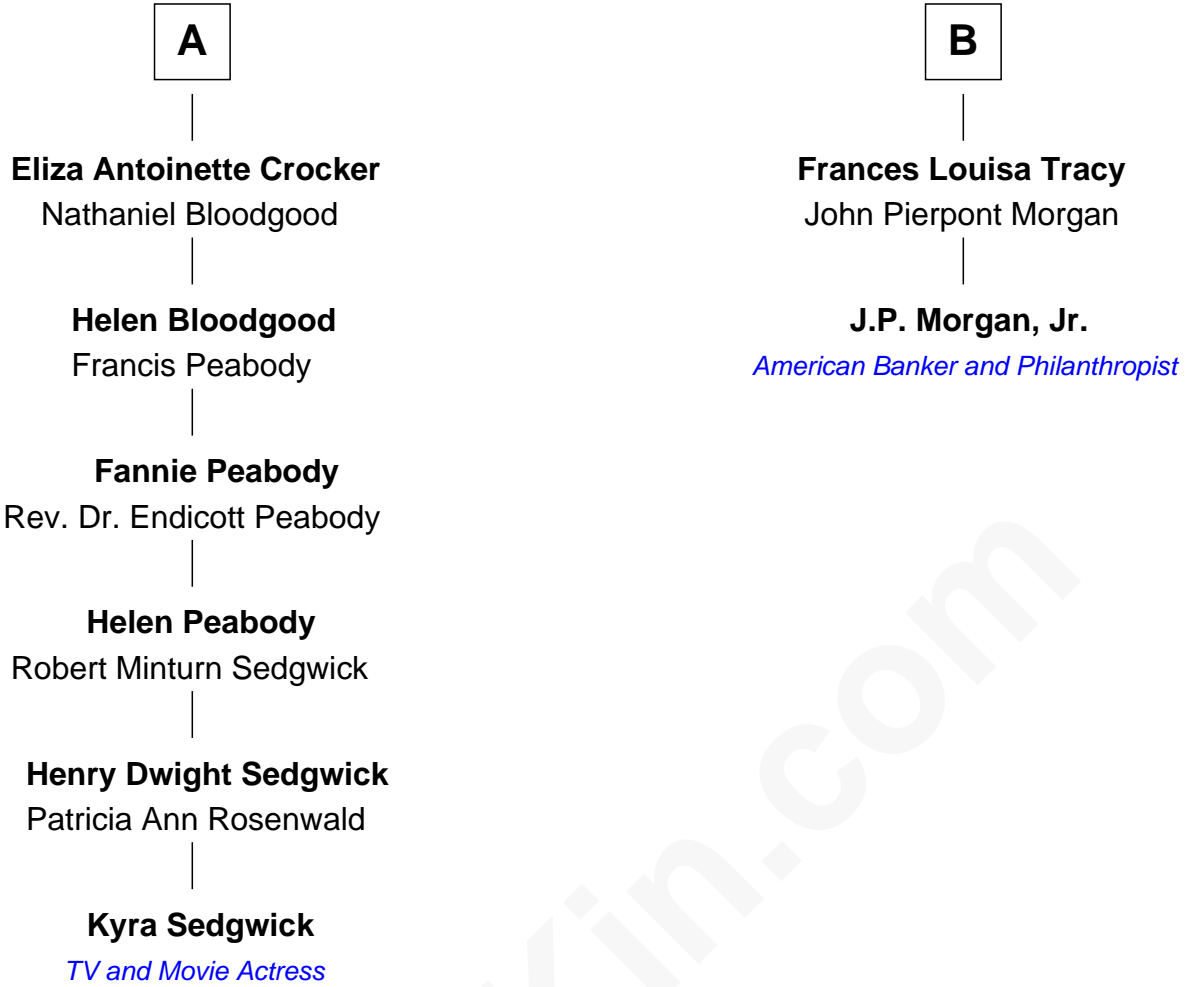 A
Eliza Antoinette Crocker
Nathaniel Bloodgood
Helen Bloodgood
Francis Peabody
Fannie Peabody
Rev. Dr. Endicott Peabody
Helen Peabody
Robert Minturn Sedgwick
Henry Dwight Sedgwick
Patricia Ann Rosenwald
Kyra Sedgwick
TV and Movie Actress
B
Frances Louisa Tracy
John Pierpont Morgan
J.P. Morgan, Jr.
American Banker and Philanthropist
Kin.com